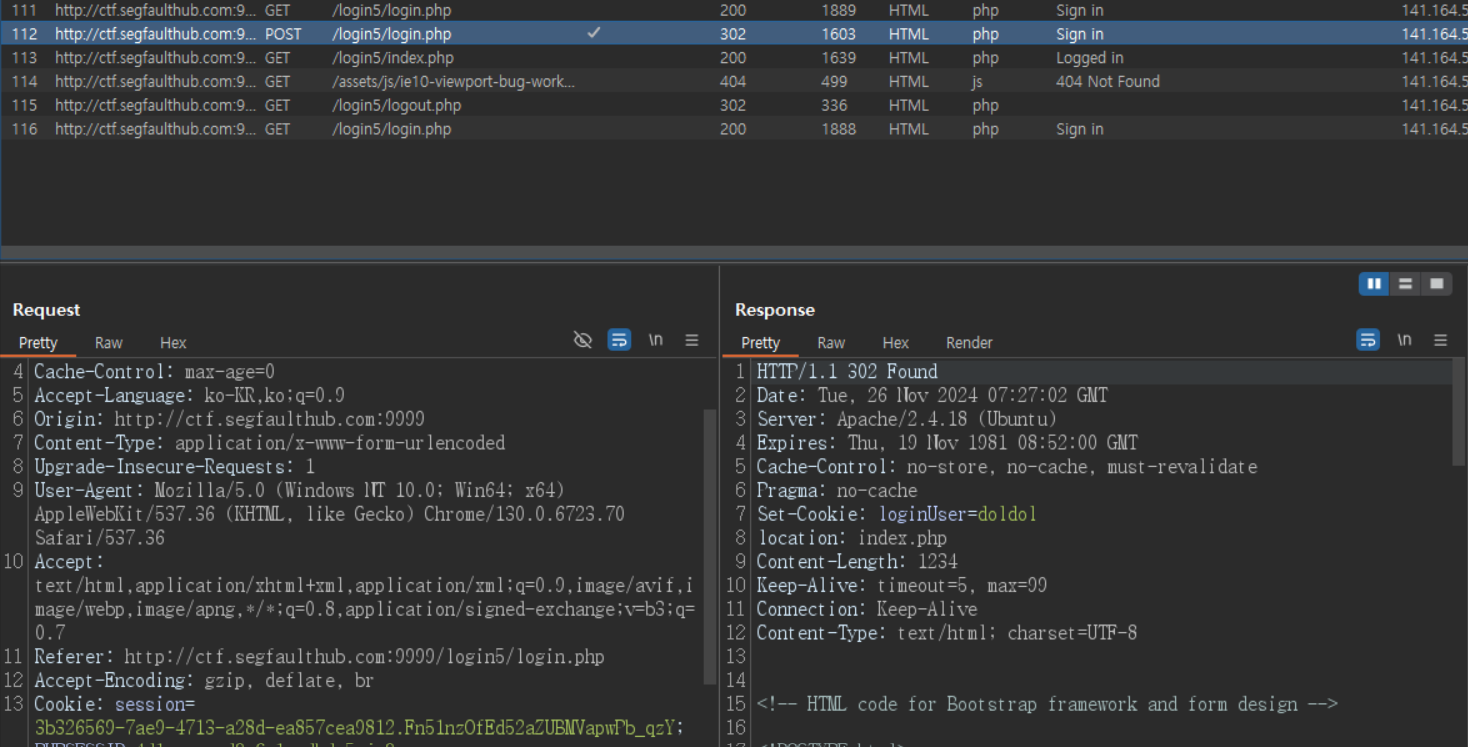 111 http://ctf.segfaulthub.com:9... GET /login5/login.php 200 1889 HTML php Sign in 141.164.5
112 http://ctf.segfaulthub.com:9... POST /login5/login.php ✓ 302 1603 HTML php Sign in 141.164.5
113 http://ctf.segfaulthub.com:9... GET /login5/index.php 200 1639 HTML php Logged in 141.164.5
114 http://ctf.segfaulthub.com:9... GET /assets/js/ie10-viewport-bug-work... 404 499 HTML js 404 Not Found 141.164.5
115 http://ctf.segfaulthub.com:9... GET /login5/logout.php 302 336 HTML php 141.164.5
116 http://ctf.segfaulthub.com:9... GET /login5/login.php 200 1888 HTML php Sign in 141.164.5
Request
Pretty Raw Hex \n
4 Cache-Control: max-age=0
5 Accept-Language: ko-KR,ko;q=0.9
6 Origin: http://ctf.segfaulthub.com:9999
7 Content-Type: application/x-www-form-urlencoded
8 Upgrade-Insecure-Requests: 1
9 User-Agent: Mozilla/5.0 (Windows NT 10.0; Win64; x64)
AppleWebKit/537.36 (KHTML, like Gecko) Chrome/130.0.6723.70
Safari/537.36
10 Accept:
text/html,application/xhtml+xml,application/xml;q=0.9,image/avif,i
mage/webp,image/apng,*/*;q=0.8,application/signed-exchange;v=b3;q=
0.7
11 Referer: http://ctf.segfaulthub.com:9999/login5/login.php
12 Accept-Encoding: gzip, deflate, br
13 Cookie: session=
3b326569-7ae9-4713-a28d-ea857cea9812.Fn51nzOfEd52aZUBMVapwPb_qzY;
Response
Pretty Raw Hex Render \n
1 HTTP/1.1 302 Found
2 Date: Tue, 26 Nov 2024 07:27:02 GMT
3 Server: Apache/2.4.18 (Ubuntu)
4 Expires: Thu, 19 Nov 1981 08:52:00 GMT
5 Cache-Control: no-store, no-cache, must-revalidate
6 Pragma: no-cache
7 Set-Cookie: loginUser=doldol
8 location: index.php
9 Content-Length: 1234
10 Keep-Alive: timeout=5, max=99
11 Connection: Keep-Alive
12 Content-Type: text/html; charset=UTF-8
13
14
15 <!-- HTML code for Bootstrap framework and form design -->
16